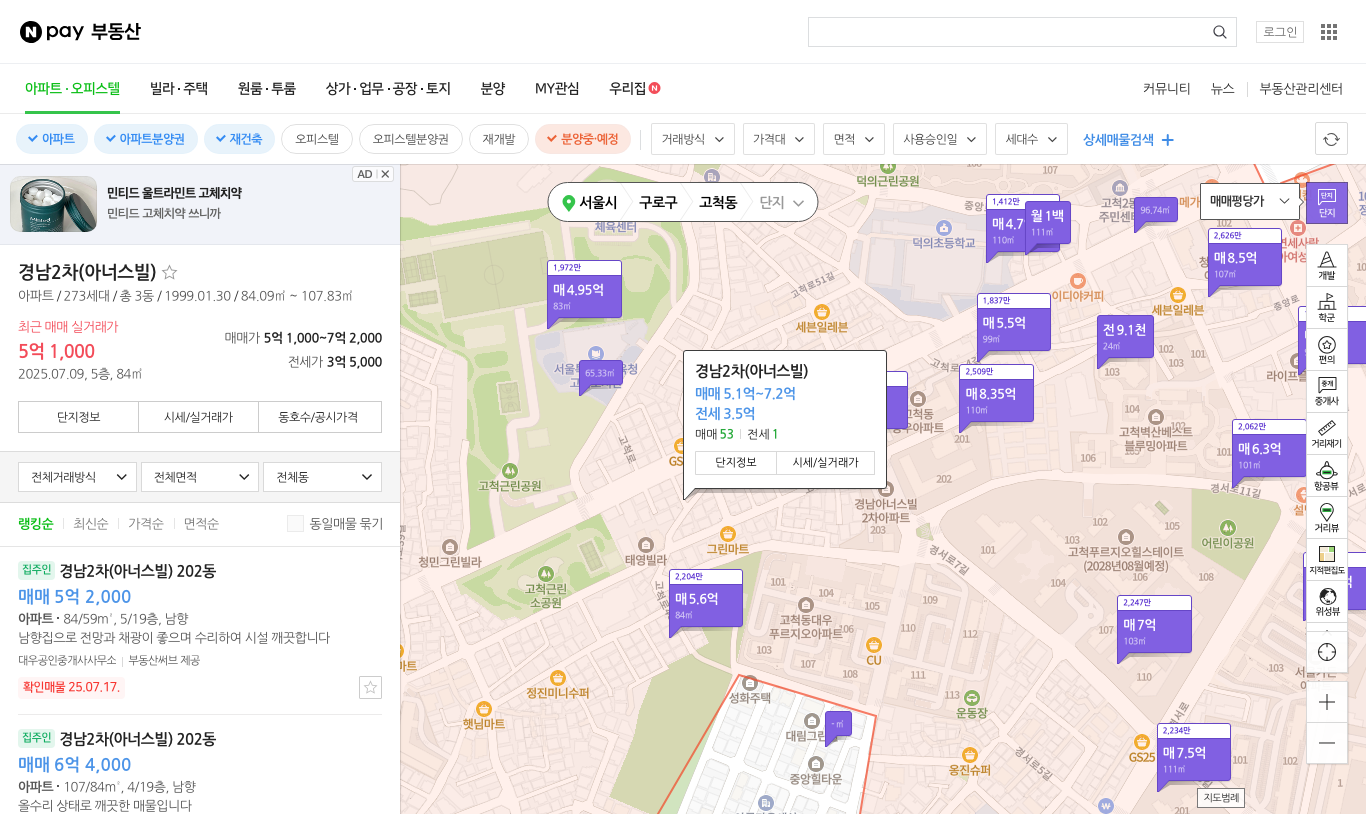 N pay 부동산
로그인
아파트·오피스텔
빌라·주택
원룸·투룸
상가·업무·공장·토지
분양
MY관심
우리집 N
커뮤니티
뉴스
부동산관리센터
아파트
아파트분양권
재건축
오피스텔
오피스텔분양권
재개발
분양중·예정
거래방식
가격대
면적
사용승인일
세대수
상세매물검색
AD
민티드 울트라민트 고체치약
민티드 고체치약 쓰니까
경남2차(아너스빌)
아파트 / 273세대 / 총 3동 / 1999.01.30 / 84.09㎡ ~ 107.83㎡
최근 매매 실거래가
5억 1,000
2025.07.09, 5층, 84㎡
매매가 5억 1,000~7억 2,000
전세가 3억 5,000
단지정보
시세/실거래가
동호수/공시가격
전체거래방식
전체면적
전체동
랭킹순
최신순
가격순
면적순
동일매물 묶기
집주인 경남2차(아너스빌) 202동
매매 5억 2,000
아파트 · 84/59m², 5/19층, 남향
남향집으로 전망과 채광이 좋으며 수리하여 시설 깨끗합니다
대우공인중개사사무소
부동산써브 제공
확인매물 25.07.17.
집주인 경남2차(아너스빌) 202동
매매 6억 4,000
아파트 · 107/84m², 4/19층, 남향
올수리 상태로 깨끗한 매물입니다
서울시
구로구
고척동
단지
매매평당가
단지
단지
개발
학군
편의
중개
중개사
거리재기
항공뷰
거리뷰
지적편집도
위성뷰
지도범례
덕의근린공원
체육센터
덕의초등학교
1,412만
매4.7
110㎡
월1백
111㎡
96.74㎡
2,626만
매8.5억
107㎡
1,972만
매4.95억
83㎡
고척로51길
세븐일레븐
이디야커피
세븐일레븐
중앙로
1,837만
매5.5억
99㎡
전9.1천
24㎡
65.33㎡
2,509만
매8.35억
110㎡
201
103
103
102
104
고척벽산베스트
블루밍아파트
106
108
2,062만
매6.3억
101㎡
경남2차(아너스빌)
매매 5.1억~7.2억
전세 3.5억
매매 53
전세 1
단지정보
시세/실거래가
202
경서로11길
고척근린공원
경남아너스빌
2차아파트
203
그린마트
청민그린빌라
태영빌라
경서로7길
101
102
103
고척푸르지오힐스테이트
(2028년08월예정)
106
108
어린이공원
고척근린
소공원
2,204만
매5.6억
84㎡
101
105
109
고척동대우
푸르지오아파트
106
103
107
108
CU
112
110
111
113
2,247만
매7억
103㎡
107
103
정진미니수퍼
햇님마트
성화주택
- ㎡
중앙힐타운
운동장
옹진슈퍼
경서로5길
GS25
2,234만
매7.5억
111㎡
101
102